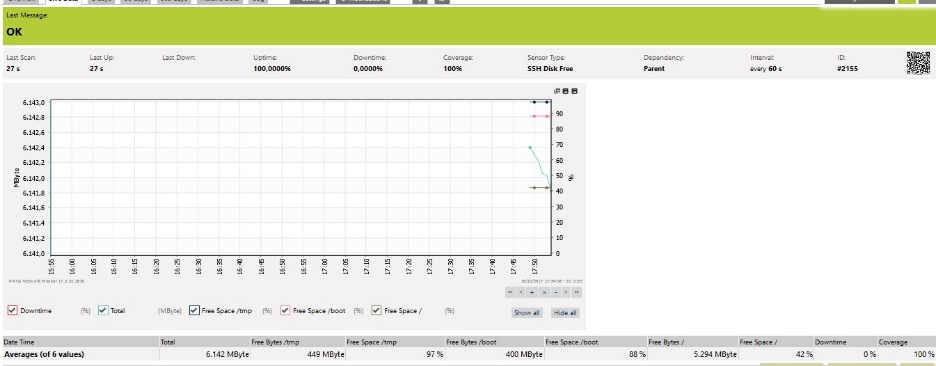 Last Message:
OK
Last Scan: Last Up: Last Down: Uptime: Downtime: Coverage: Sensor Type: Dependency: Interval: ID:
27 s 27 s 100,0000% 0,0000% 100% SSH Disk Free Parent every 60 s #2155
MByte
6.143,0
6.142,8
6.142,6
6.142,4
6.142,2
6.142,0
6.141,8
6.141,6
6.141,4
6.141,2
6.141,0
%
90
80
70
60
50
40
30
20
10
0
15:55 16:00 16:05 16:10 16:15 16:20 16:25 16:30 16:35 16:40 16:45 16:50 16:55 17:00 17:05 17:10 17:15 17:20 17:25 17:30 17:35 17:40 17:45 17:50
Downtime (%) Total (MByte) Free Space /tmp (%) Free Space /boot (%) Free Space / (%)
Show all Hide all
Date Time Total Free Bytes /tmp Free Space /tmp Free Bytes /boot Free Space /boot Free Bytes / Free Space / Downtime Coverage
Averages (of 6 values) 6.142 MByte 449 MByte 97 % 400 MByte 88 % 5.294 MByte 42 % 0 % 100 %